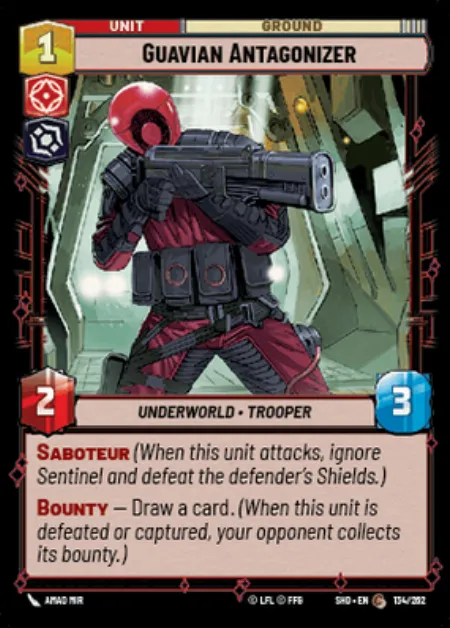 UNIT GROUND
1 GUAVIAN ANTAGONIZER
2 UNDERWORLD • TROOPER 3
SABOTEUR (When this unit attacks, ignore
Sentinel and defeat the defender's Shields.)
BOUNTY — Draw a card. (When this unit is
defeated or captured, your opponent collects
its bounty.)
AMAD MIR © LFL © FFG SHD • EN C 134/262